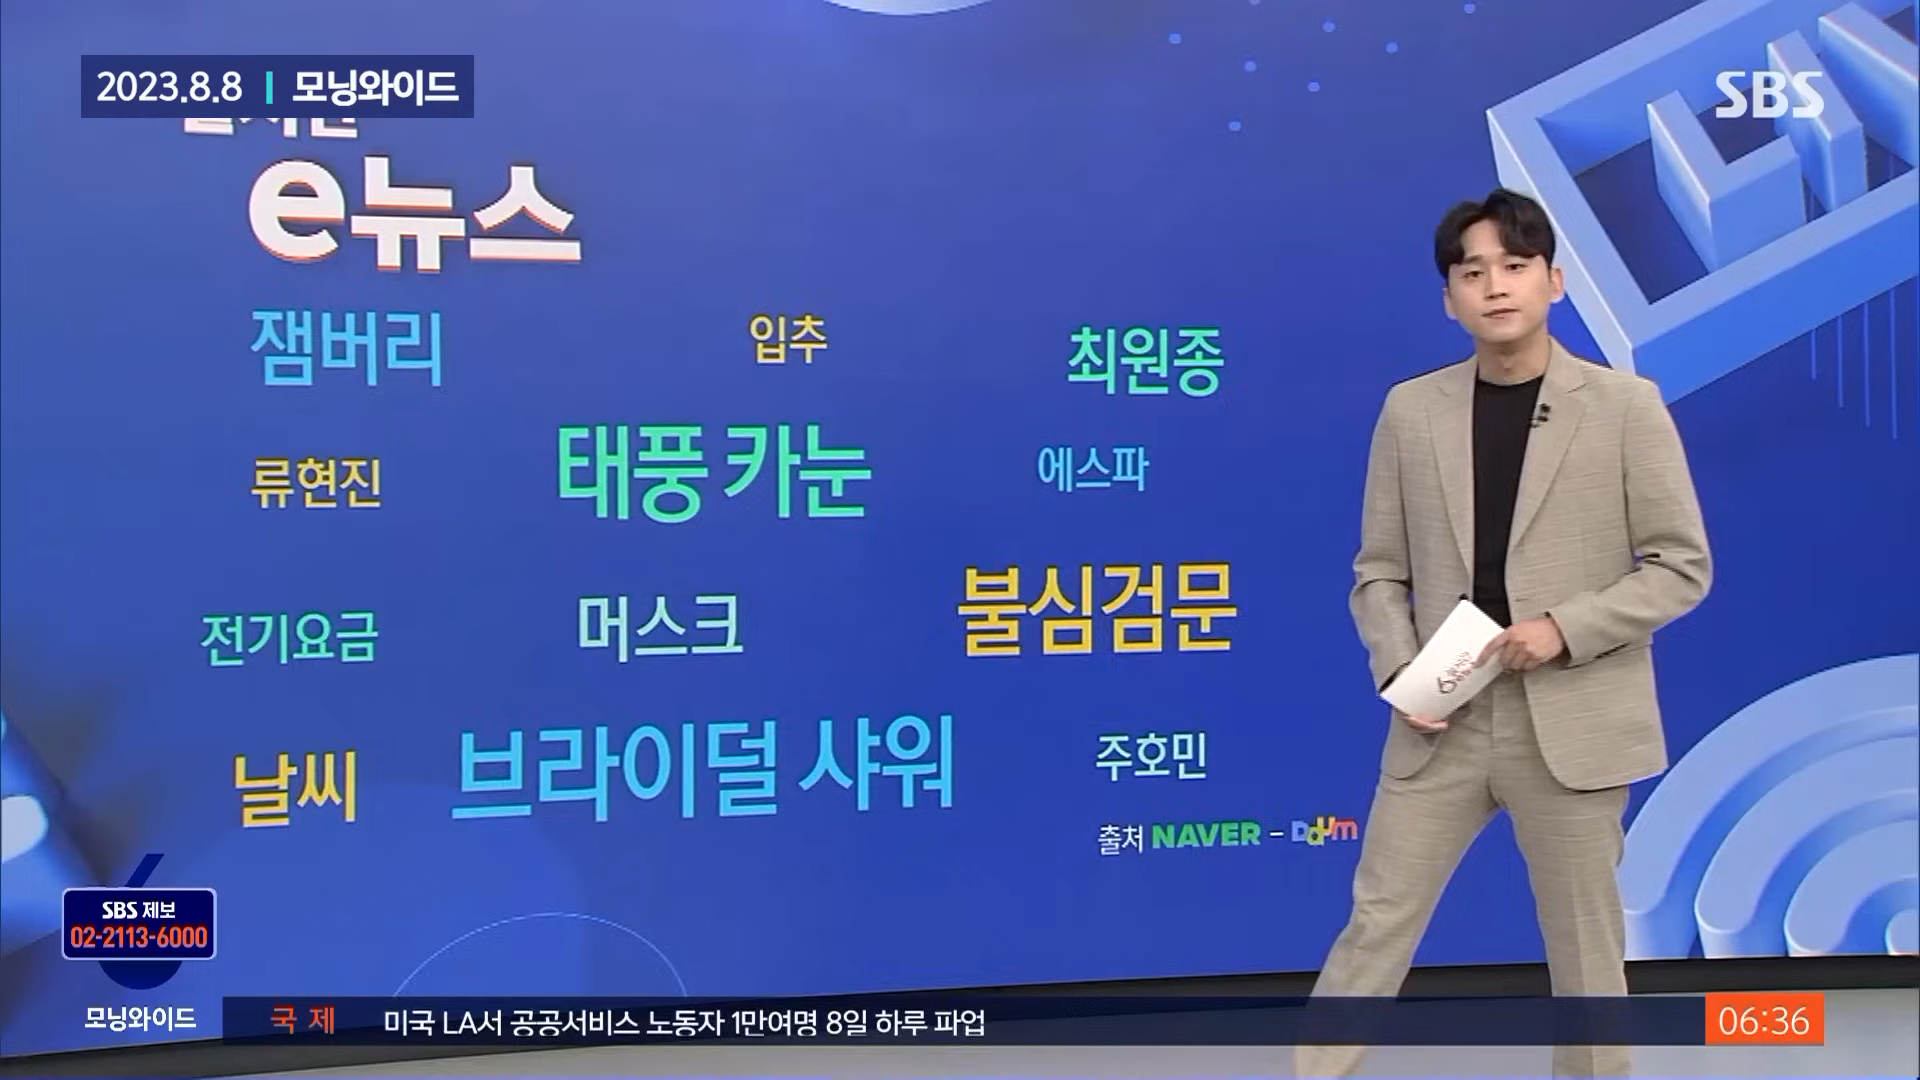 2023.8.8 | 모닝와이드
SBS
e뉴스
잼버리
입추
최원종
류현진
태풍 카눈
에스파
전기요금
머스크
불심검문
날씨
브라이덜 샤워
주호민
출처 NAVER - Daum
SBS 제보
02-2113-6000
모닝와이드
국제
미국 LA서 공공서비스 노동자 1만여명 8일 하루 파업
06:36